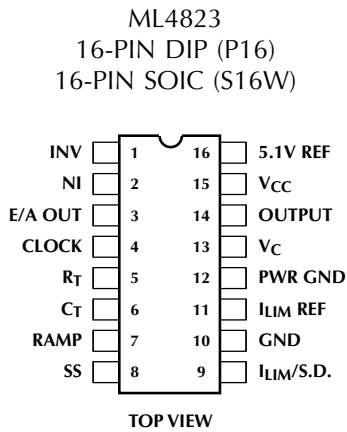 ML4823
16-PIN DIP (P16)
16-PIN SOIC (S16W)
INV 1 16 5.1V REF
NI 2 15 VCC
E/A OUT 3 14 OUTPUT
CLOCK 4 13 VC
RT 5 12 PWR GND
CT 6 11 ILIM REF
RAMP 7 10 GND
SS 8 9 ILIM/S.D.
TOP VIEW